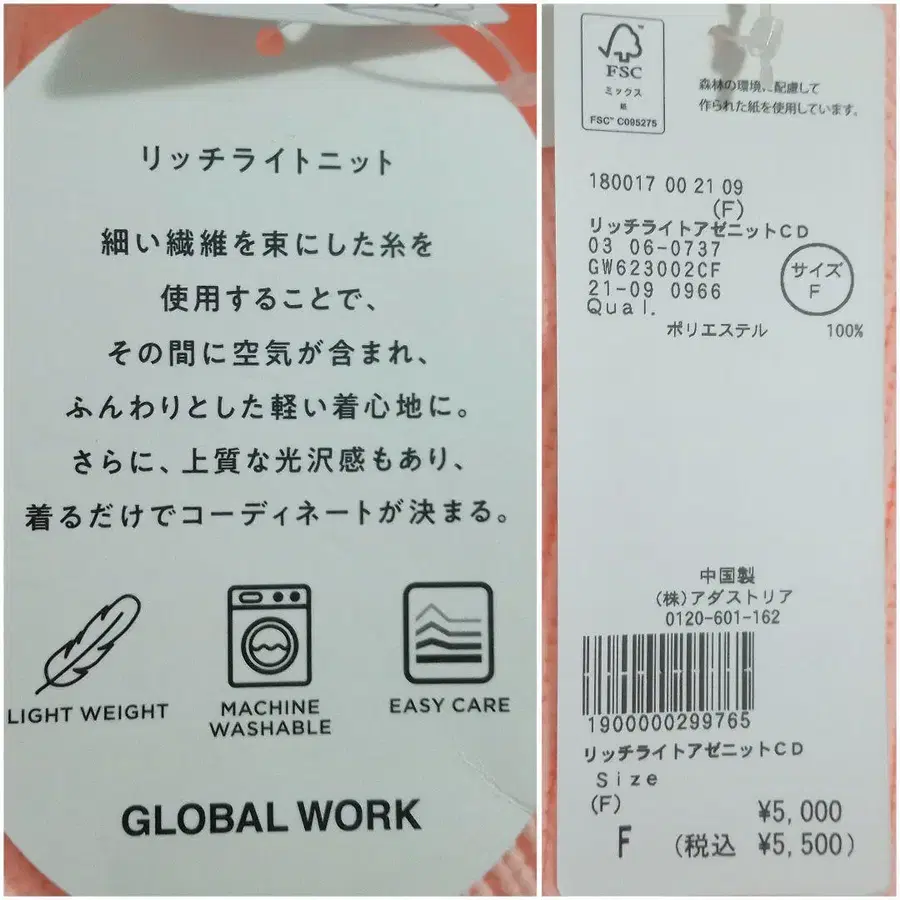 リッチライトニット
細い繊維を束にした糸を
使用することで、
その間に空気が含まれ、
ふんわりとした軽い着心地に。
さらに、上質な光沢感もあり、
着るだけでコーディネートが決まる。
LIGHT WEIGHT
MACHINE
WASHABLE
EASY CARE
GLOBAL WORK
FSC
ミックス
紙
FSC™ C095275
森林の環境に配慮して
作られた紙を使用しています。
180017 00 21 09
(F)
リッチライトアゼニットCD
03 06-0737
GW623002CF
21-09 0966
サイズ
F
Qual.
ポリエステル 100%
中国製
(株)アダストリア
0120-601-162
1900000299765
リッチライトアゼニットCD
Size
(F)
¥5,000
F (税込 ¥5,500)